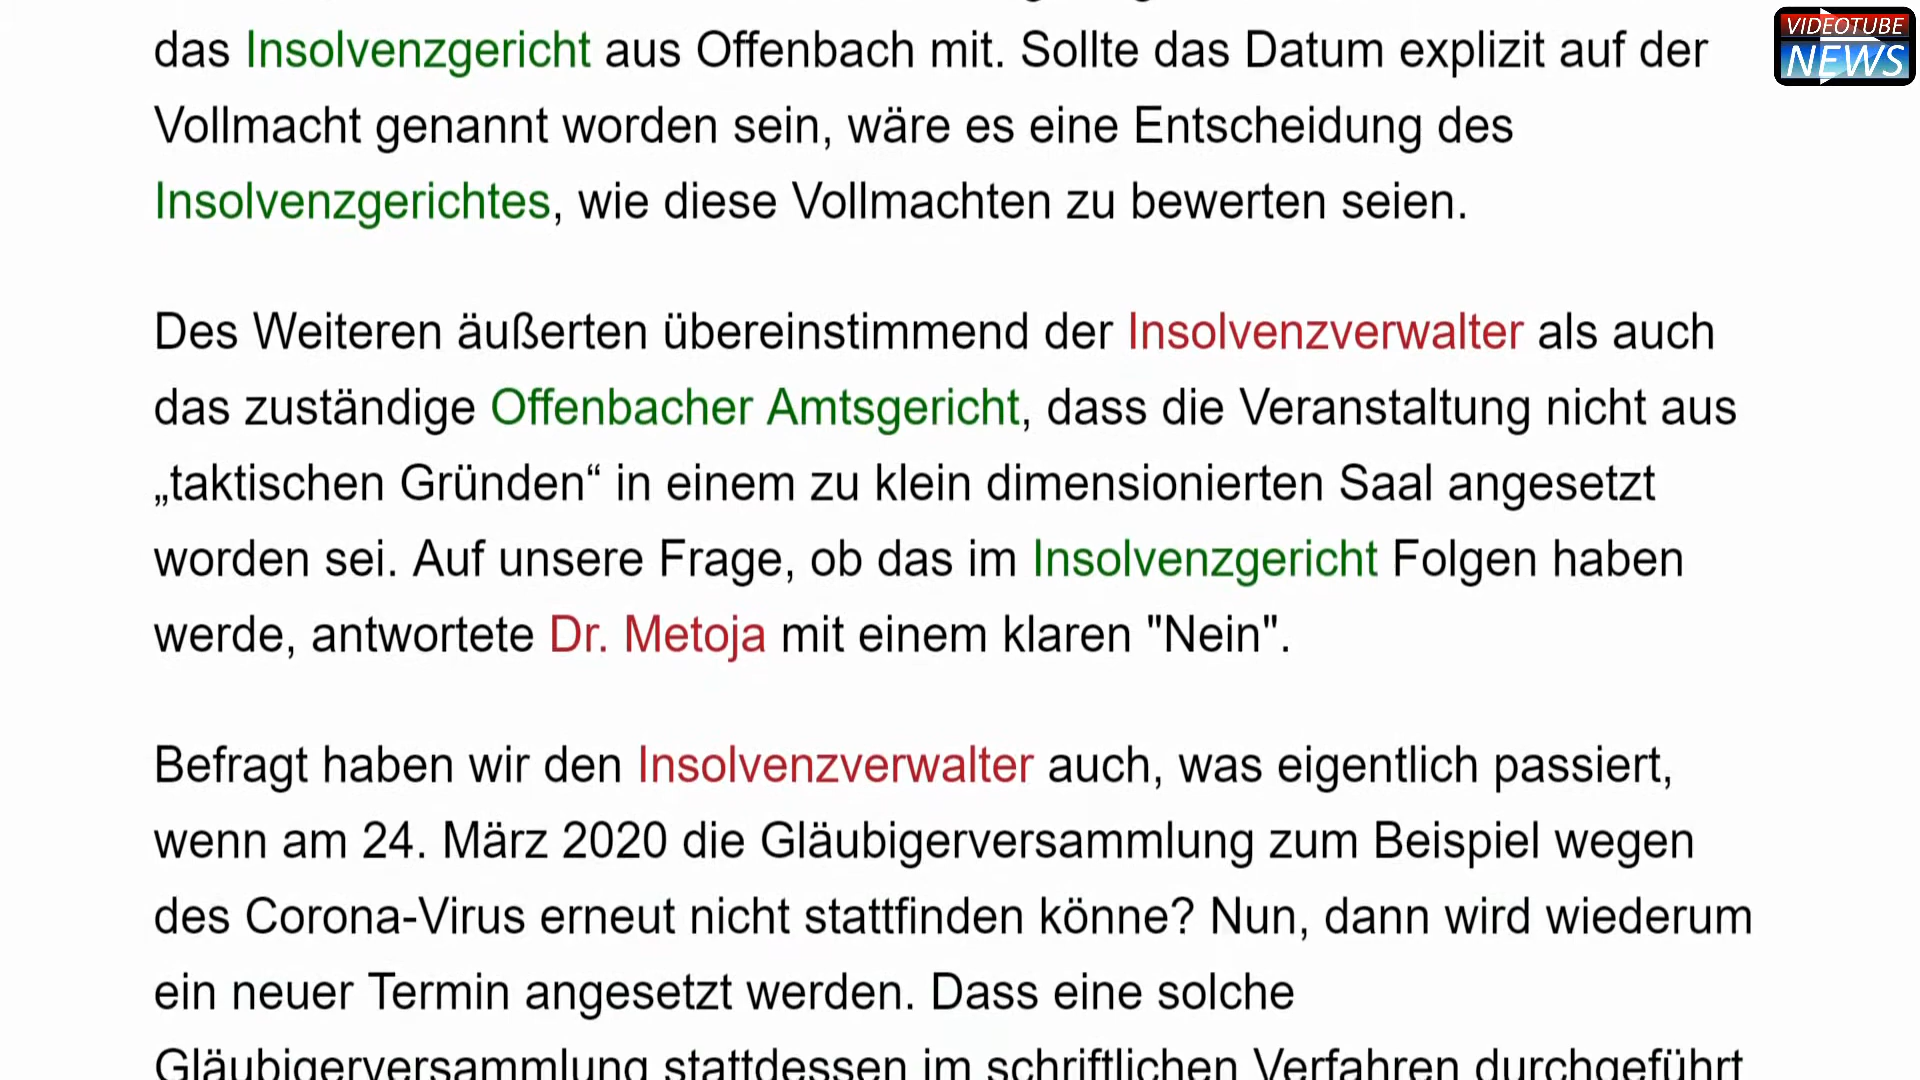 das Insolvenzgericht aus Offenbach mit. Sollte das Datum explizit auf der
Vollmacht genannt worden sein, wäre es eine Entscheidung des
Insolvenzgerichtes, wie diese Vollmachten zu bewerten seien.
Des Weiteren äußerten übereinstimmend der Insolvenzverwalter als auch
das zuständige Offenbacher Amtsgericht, dass die Veranstaltung nicht aus
„taktischen Gründen“ in einem zu klein dimensionierten Saal angesetzt
worden sei. Auf unsere Frage, ob das im Insolvenzgericht Folgen haben
werde, antwortete Dr. Metoja mit einem klaren "Nein".
Befragt haben wir den Insolvenzverwalter auch, was eigentlich passiert,
wenn am 24. März 2020 die Gläubigerversammlung zum Beispiel wegen
des Corona-Virus erneut nicht stattfinden könne? Nun, dann wird wiederum
ein neuer Termin angesetzt werden. Dass eine solche
Gläubigerversammlung stattdessen im schriftlichen Verfahren durchgeführt
VIDEOTUBE
NEWS